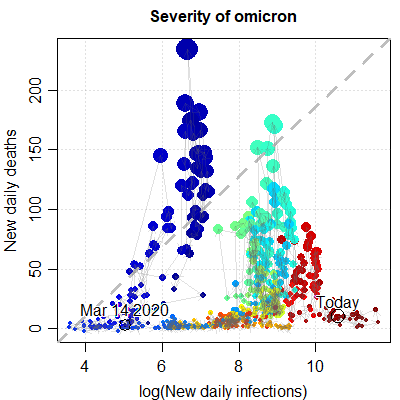 Severity of omicron
New daily deaths
0 50 100 150 200
Mar 14 2020
Today
4 6 8 10
log(New daily infections)